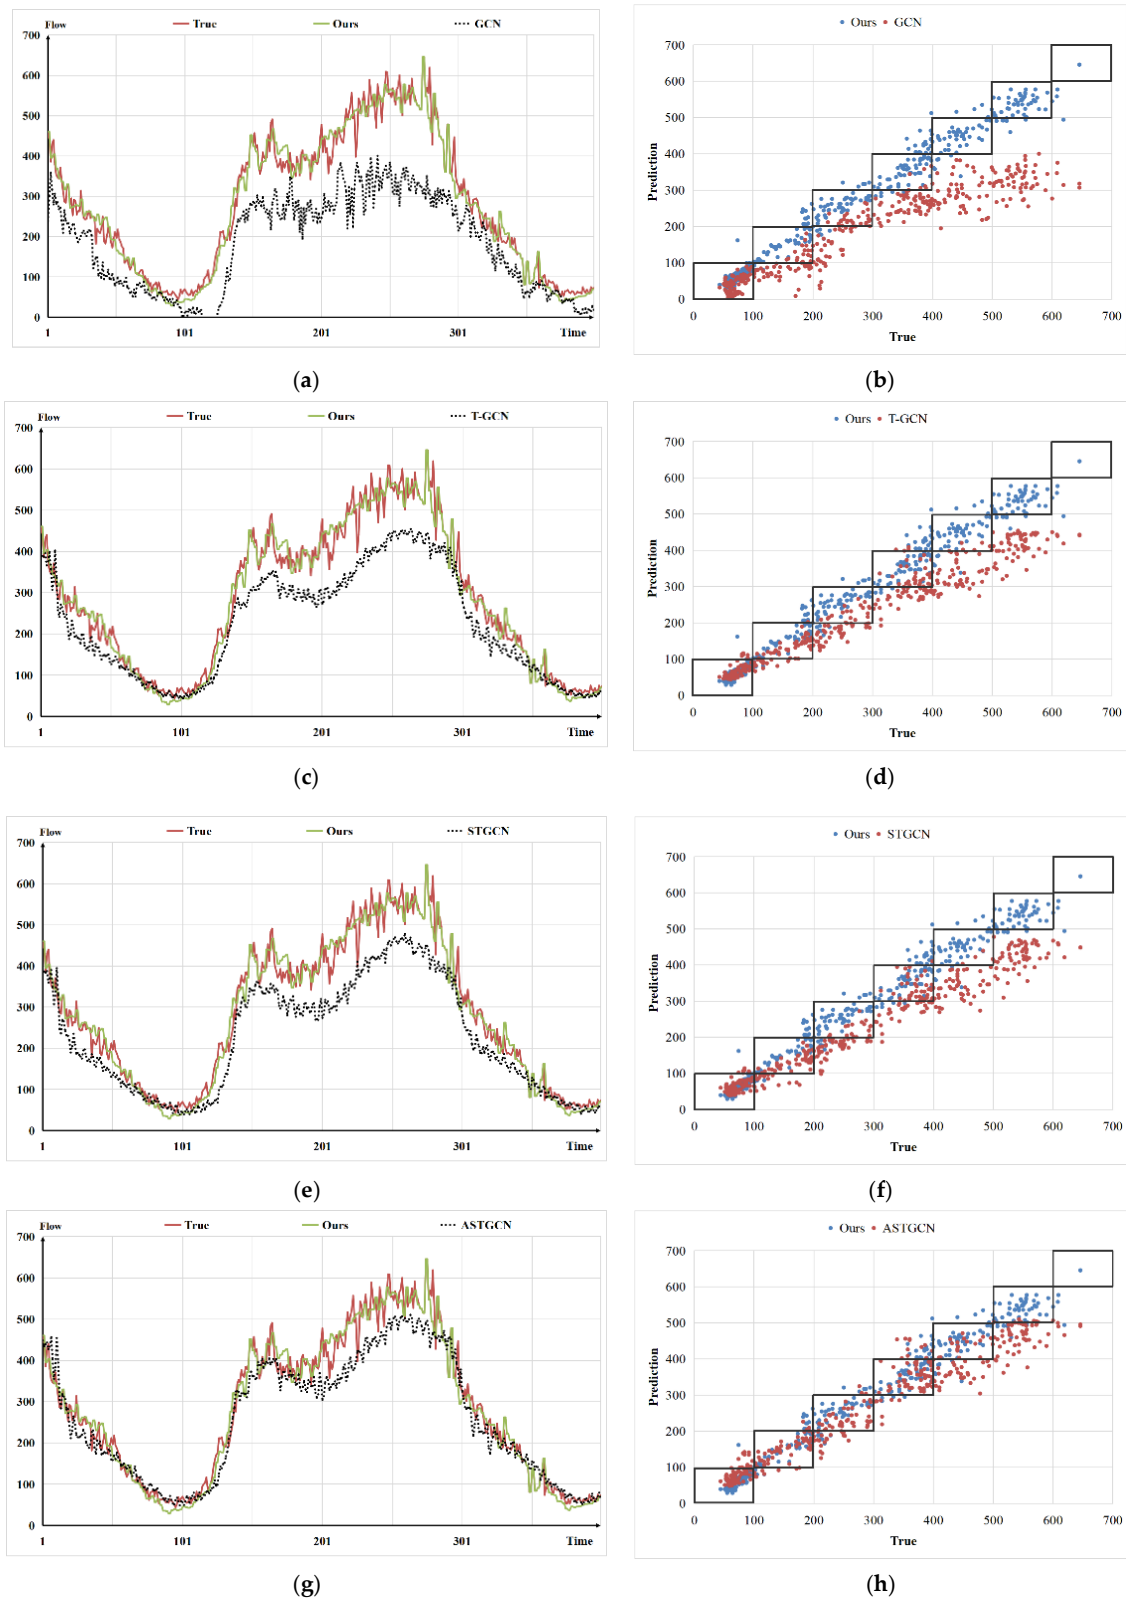 Flow True Ours GCN
700
600
500
400
300
200
100
0
1 101 201 301 Time
(a)
Ours GCN
700
600
500
400
300
200
100
0
0 100 200 300 400 500 600 700
Prediction
True
(b)
Flow True Ours T-GCN
700
600
500
400
300
200
100
0
1 101 201 301 Time
(c)
Ours T-GCN
700
600
500
400
300
200
100
0
0 100 200 300 400 500 600 700
Prediction
True
(d)
Flow True Ours STGCN
700
600
500
400
300
200
100
0
1 101 201 301 Time
(e)
Ours STGCN
700
600
500
400
300
200
100
0
0 100 200 300 400 500 600 700
Prediction
True
(f)
Flow True Ours ASTGCN
700
600
500
400
300
200
100
0
1 101 201 301 Time
(g)
Ours ASTGCN
700
600
500
400
300
200
100
0
0 100 200 300 400 500 600 700
Prediction
True
(h)